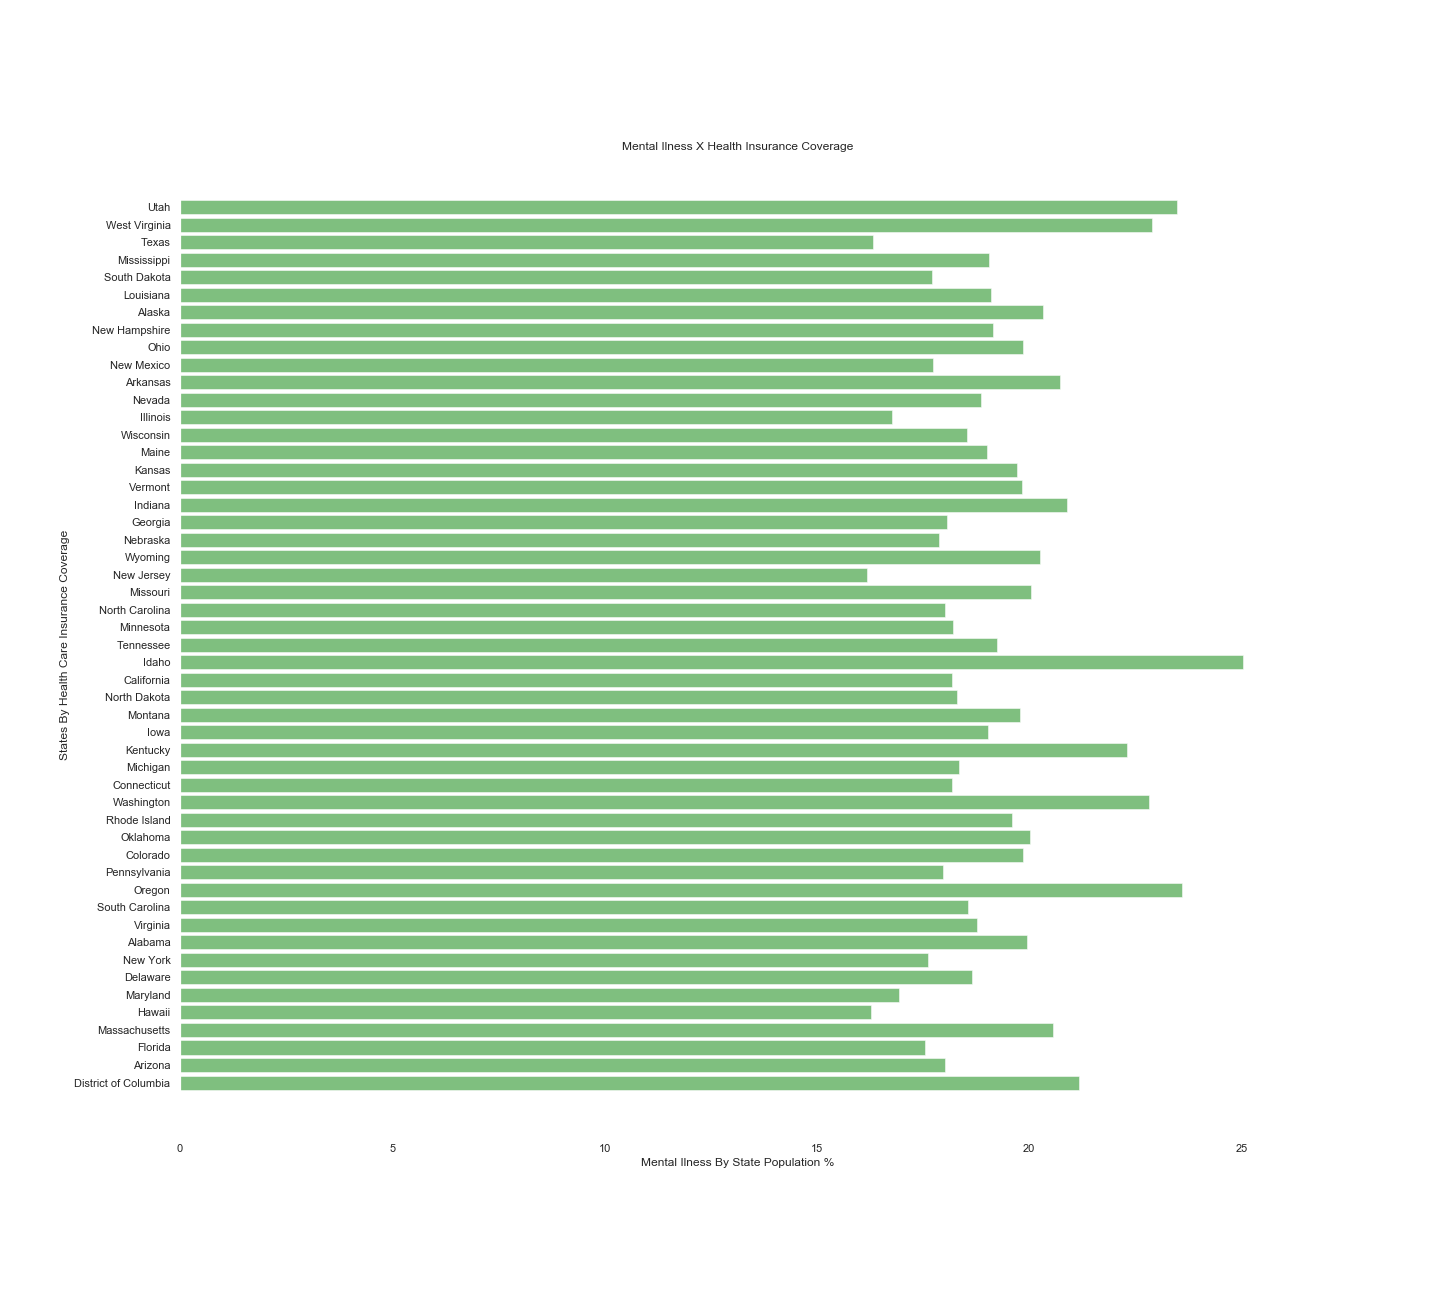 Mental Ilness X Health Insurance Coverage
Utah
West Virginia
Texas
Mississippi
South Dakota
Louisiana
Alaska
New Hampshire
Ohio
New Mexico
Arkansas
Nevada
Illinois
Wisconsin
Maine
Kansas
Vermont
Indiana
Georgia
Nebraska
Wyoming
New Jersey
Missouri
North Carolina
Minnesota
Tennessee
Idaho
California
North Dakota
Montana
Iowa
Kentucky
Michigan
Connecticut
Washington
Rhode Island
Oklahoma
Colorado
Pennsylvania
Oregon
South Carolina
Virginia
Alabama
New York
Delaware
Maryland
Hawaii
Massachusetts
Florida
Arizona
District of Columbia
States By Health Care Insurance Coverage
0 5 10 15 20 25
Mental Ilness By State Population %